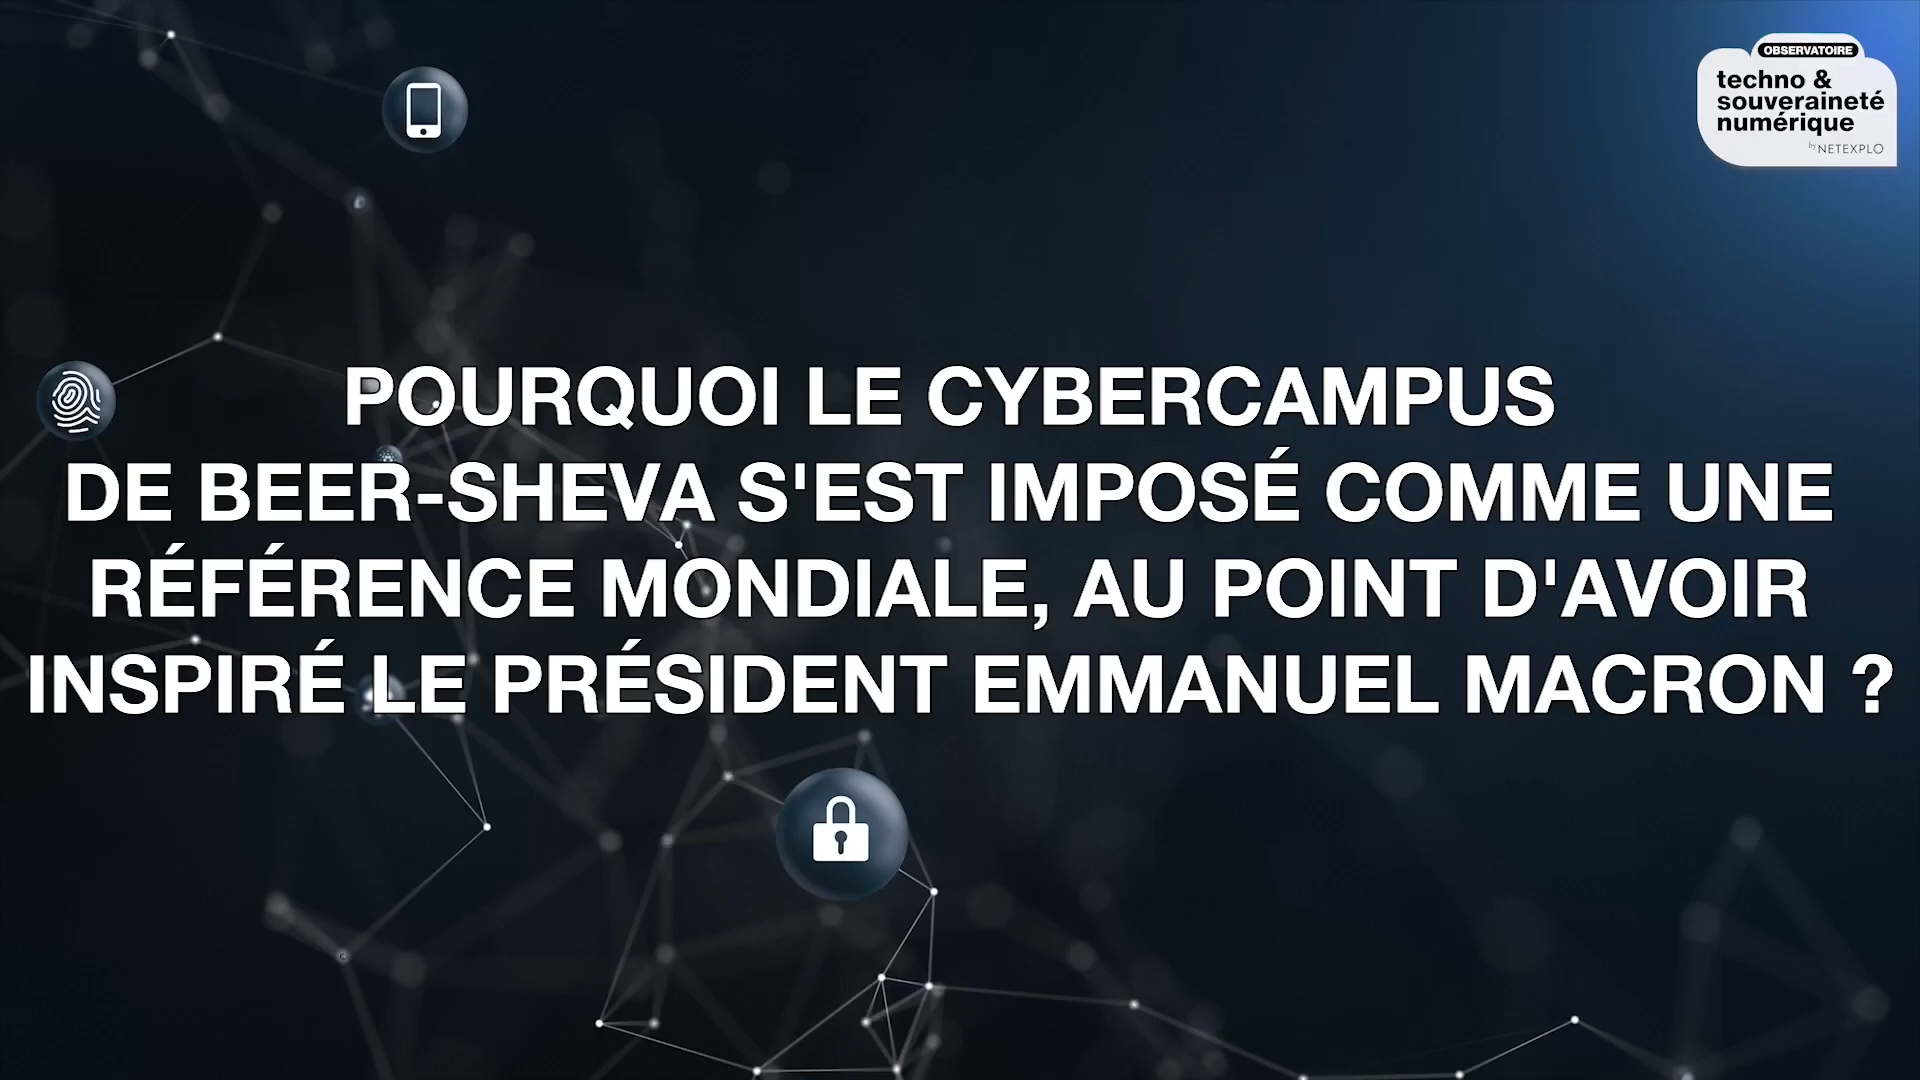 OBSERVATOIRE
techno &
souveraineté
numérique
by NETEXPLO
POURQUOI LE CYBERCAMPUS
DE BEER-SHEVA S'EST IMPOSÉ COMME UNE
RÉFÉRENCE MONDIALE, AU POINT D'AVOIR
INSPIRÉ LE PRÉSIDENT EMMANUEL MACRON ?